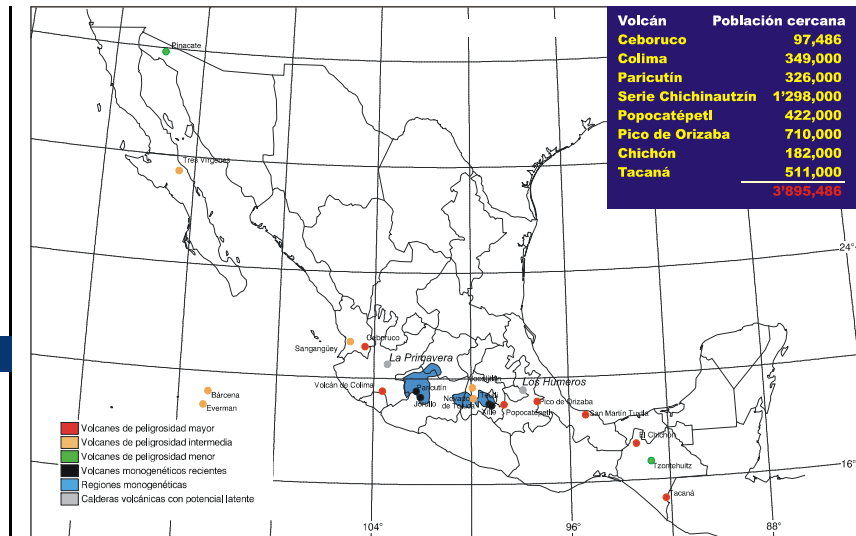 Volcán Población cercana
Ceboruco 97,486
Colima 349,000
Paricutín 326,000
Serie Chichinautzín 1'298,000
Popocatépetl 422,000
Pico de Orizaba 710,000
Chichón 182,000
Tacaná 511,000
3'895,486
Pinacate
Tres Vírgenes
24°
Ceboruco
Sangangüey
La Primavera
Volcán de Colima
Paricutín
Jorullo
Los Humeros
Nevado
de Toluca
Xitle
Popocatépetl
Pico de Orizaba
San Martín Tuxtla
Bárcena
Everman
El Chichón
Tzontehuitz
Tacaná
16°
Volcanes de peligrosidad mayor
Volcanes de peligrosidad intermedia
Volcanes de peligrosidad menor
Volcanes monogenéticos recientes
Regiones monogenéticas
Calderas volcánicas con potencial latente
104° 96° 88°